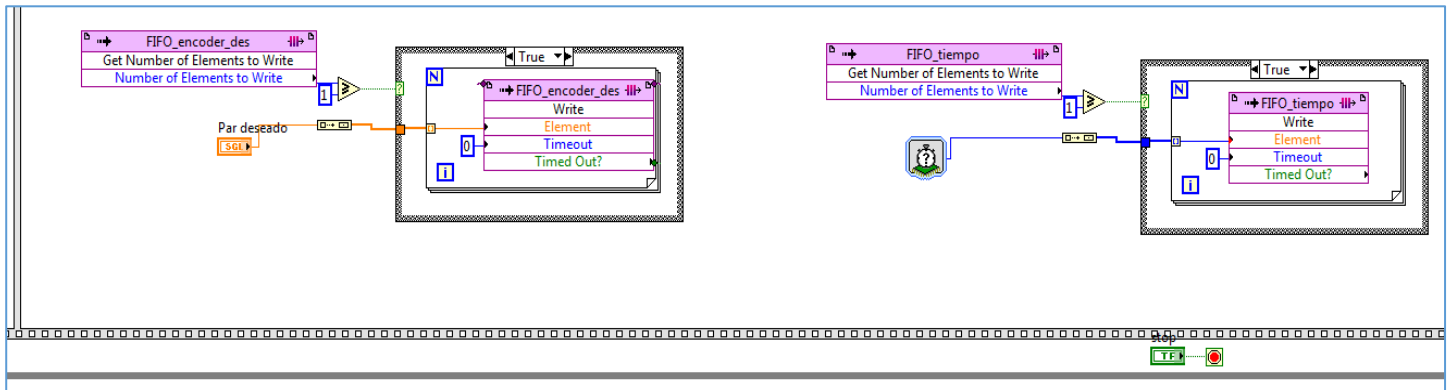 FIFO_encoder_des
Get Number of Elements to Write
Number of Elements to Write
1
Par deseado
SGL
True
?
N
FIFO_encoder_des
Write
Element
Timeout
0
Timed Out?
i
FIFO_tiempo
Get Number of Elements to Write
Number of Elements to Write
1
?
True
?
N
FIFO_tiempo
Write
Element
Timeout
0
Timed Out?
i
stop
TF